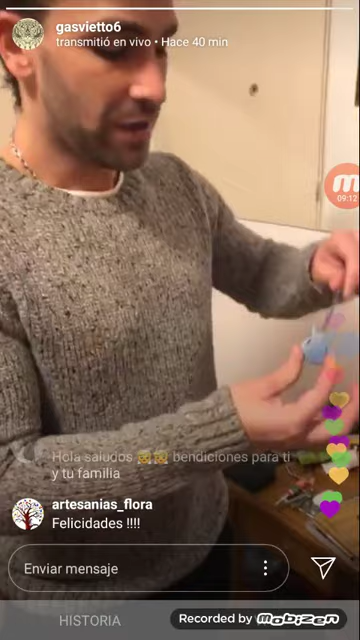 gasvietto6
transmitió en vivo • Hace 40 min
09:12
Hola saludos bendiciones para ti
y tu familia
artesanias_flora
Felicidades !!!!
Enviar mensaje
HISTORIA
Recorded by Mobizen